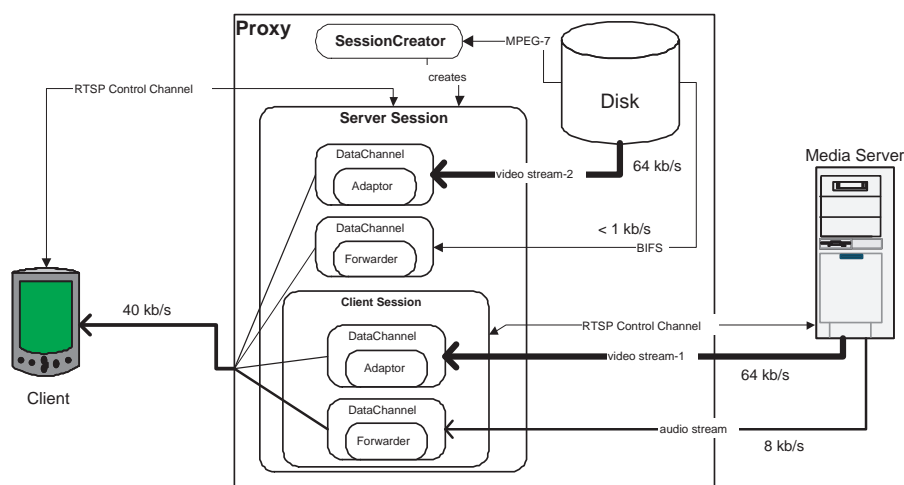 Proxy
SessionCreator
MPEG-7
creates
RTSP Control Channel
Disk
Server Session
Media Server
DataChannel
Adaptor
video stream-2
64 kb/s
DataChannel
Forwarder
< 1 kb/s
BIFS
Client Session
40 kb/s
RTSP Control Channel
DataChannel
Adaptor
video stream-1
64 kb/s
Client
DataChannel
Forwarder
audio stream
8 kb/s